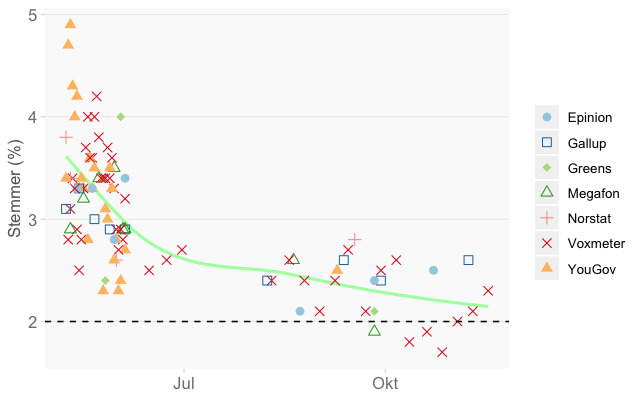 Stemmer (%)
5
4
3
2
Jul
Okt
Epinion
Gallup
Greens
Megafon
Norstat
Voxmeter
YouGov